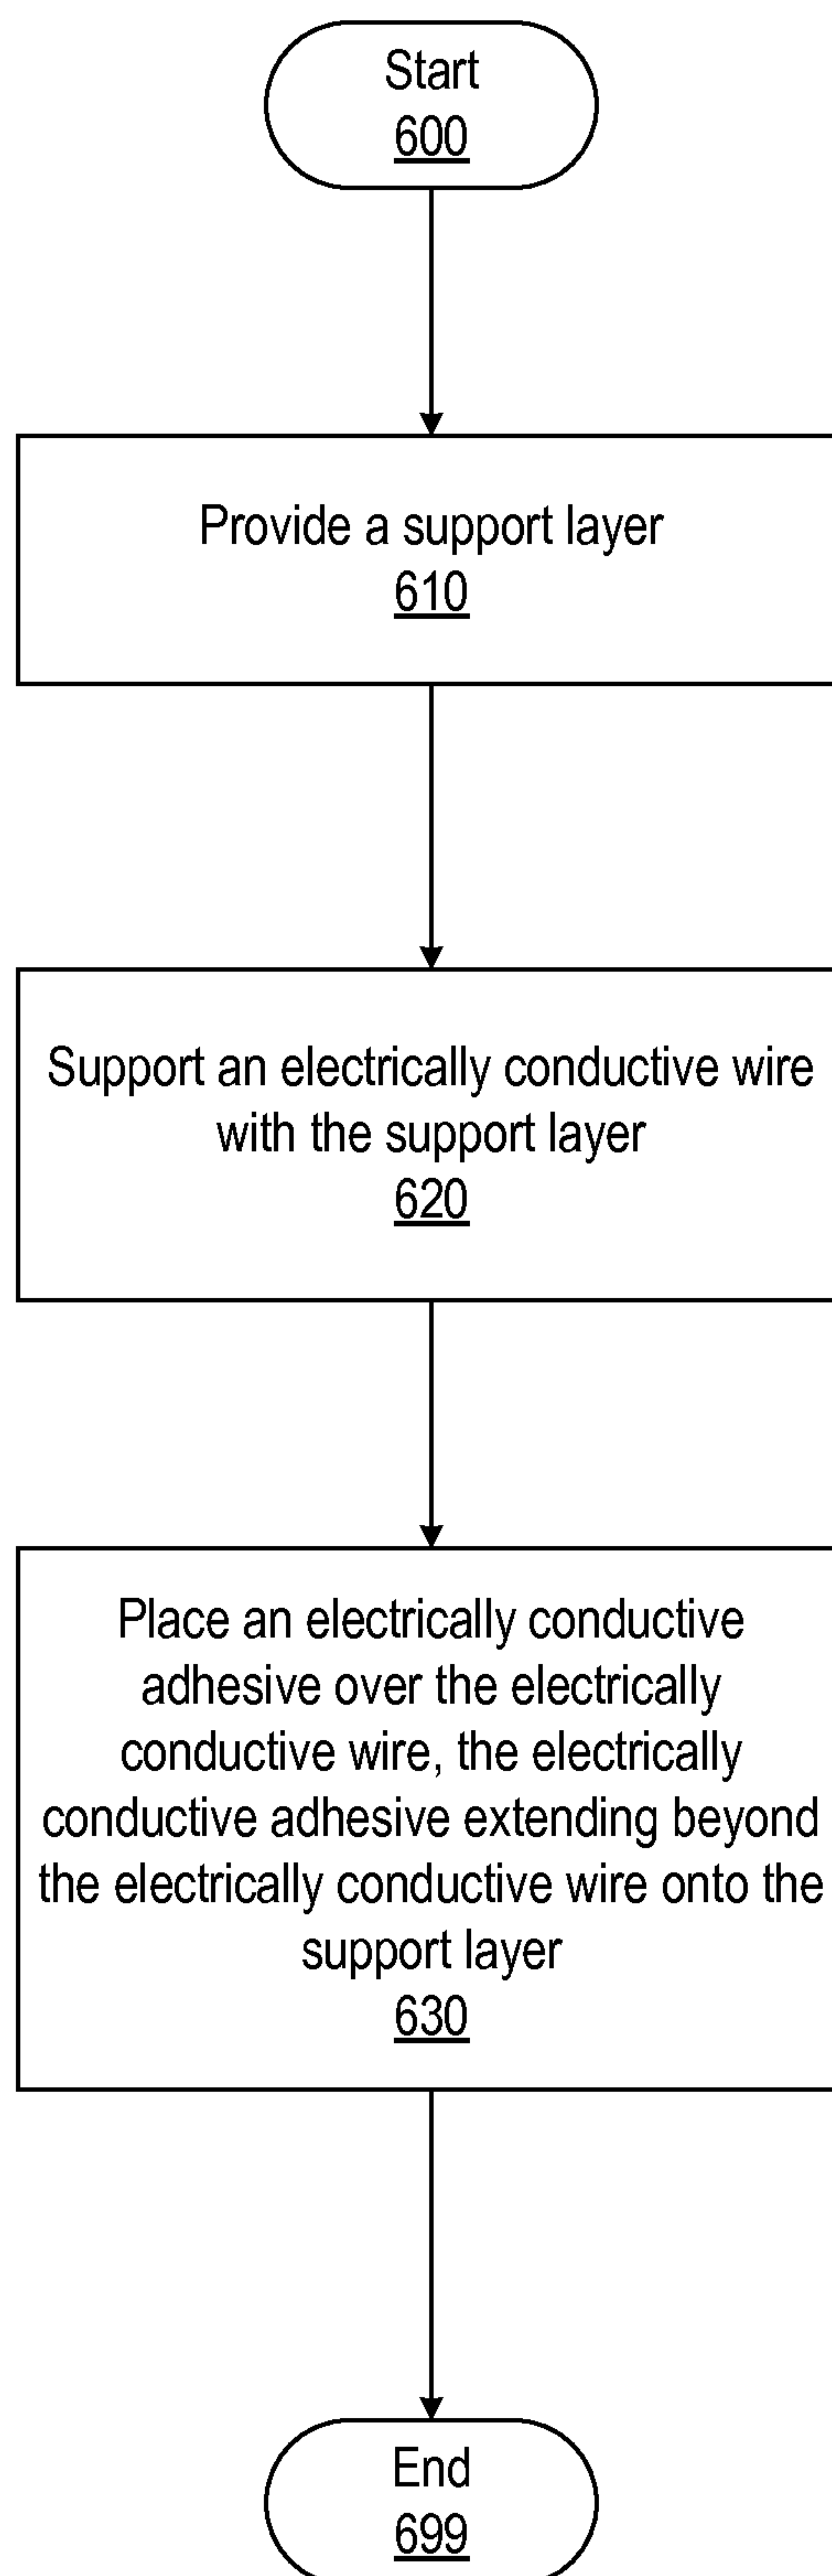 Start
600
Provide a support layer
610
Support an electrically conductive wire
with the support layer
620
Place an electrically conductive
adhesive over the electrically
conductive wire, the electrically
conductive adhesive extending beyond
the electrically conductive wire onto the
support layer
630
End
699